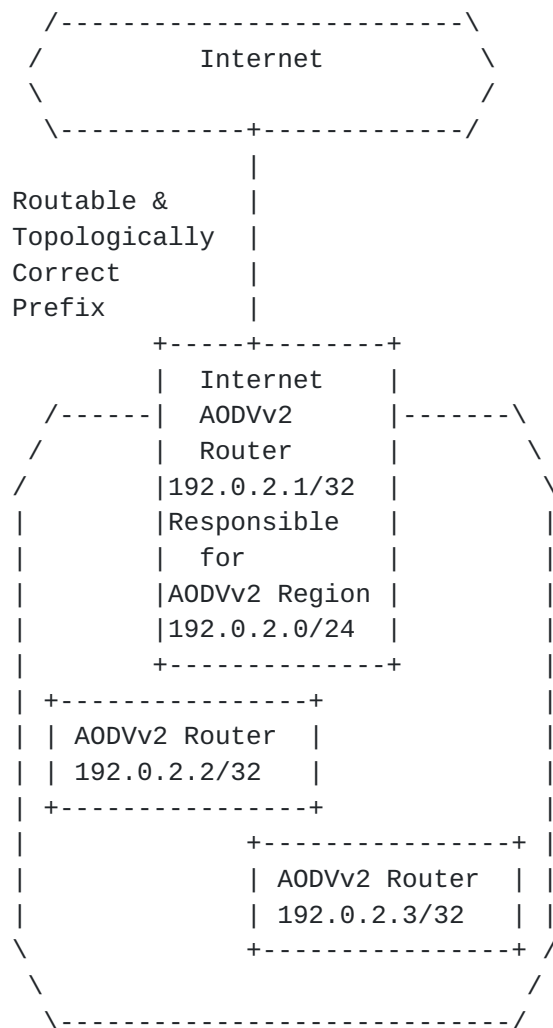 Internet
Routable &
Topologically
Correct
Prefix
Internet
AODVv2
Router
192.0.2.1/32
Responsible
for
AODVv2 Region
192.0.2.0/24
AODVv2 Router
192.0.2.2/32
AODVv2 Router
192.0.2.3/32